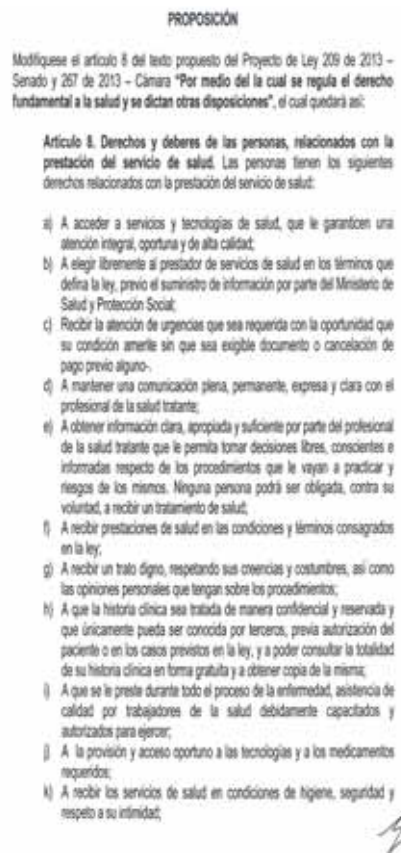 PROPOSICIÓN
Modifíquese el artículo 8 del texto propuesto del Proyecto de Ley 209 de 2013 –
Senado y 267 de 2013 – Cámara "Por medio del la cual se regula el derecho
fundamental a la salud y se dictan otras disposiciones", el cual quedará así:
Artículo 8. Derechos y deberes de las personas, relacionados con la
prestación del servicio de salud. Las personas tienen los siguientes
derechos relacionados con la prestación del servicio de salud:
a) A acceder a servicios y tecnologías de salud, que le garanticen una
atención integral, oportuna y de alta calidad;
b) A elegir libremente al prestador de servicios de salud en los términos que
defina la ley, previo el suministro de información por parte del Ministerio de
Salud y Protección Social;
c) Recibir la atención de urgencias que sea requerida con la oportunidad que
su condición amerite sin que sea exigible documento o cancelación de
pago previo alguno-.
d) A mantener una comunicación plena, permanente, expresa y clara con el
profesional de la salud tratante;
e) A obtener información clara, apropiada y suficiente por parte del profesional
de la salud tratante que le permita tomar decisiones libres, conscientes e
informadas respecto de los procedimientos que le vayan a practicar y
riesgos de los mismos. Ninguna persona podrá ser obligada, contra su
voluntad, a recibir un tratamiento de salud;
f) A recibir prestaciones de salud en las condiciones y términos consagrados
en la ley;
g) A recibir un trato digno, respetando sus creencias y costumbres, así como
las opiniones personales que tengan sobre los procedimientos;
h) A que la historia clínica sea tratada de manera confidencial y reservada y
que únicamente pueda ser conocida por terceros, previa autorización del
paciente o en los casos previstos en la ley, y a poder consultar la totalidad
de su historia clínica en forma gratuita y a obtener copia de la misma;
i) A que se le preste durante todo el proceso de la enfermedad, asistencia de
calidad por trabajadores de la salud debidamente capacitados y
autorizados para ejercer;
j) A la provisión y acceso oportuno a las tecnologías y a los medicamentos
requeridos;
k) A recibir los servicios de salud en condiciones de higiene, seguridad y
respeto a su intimidad;